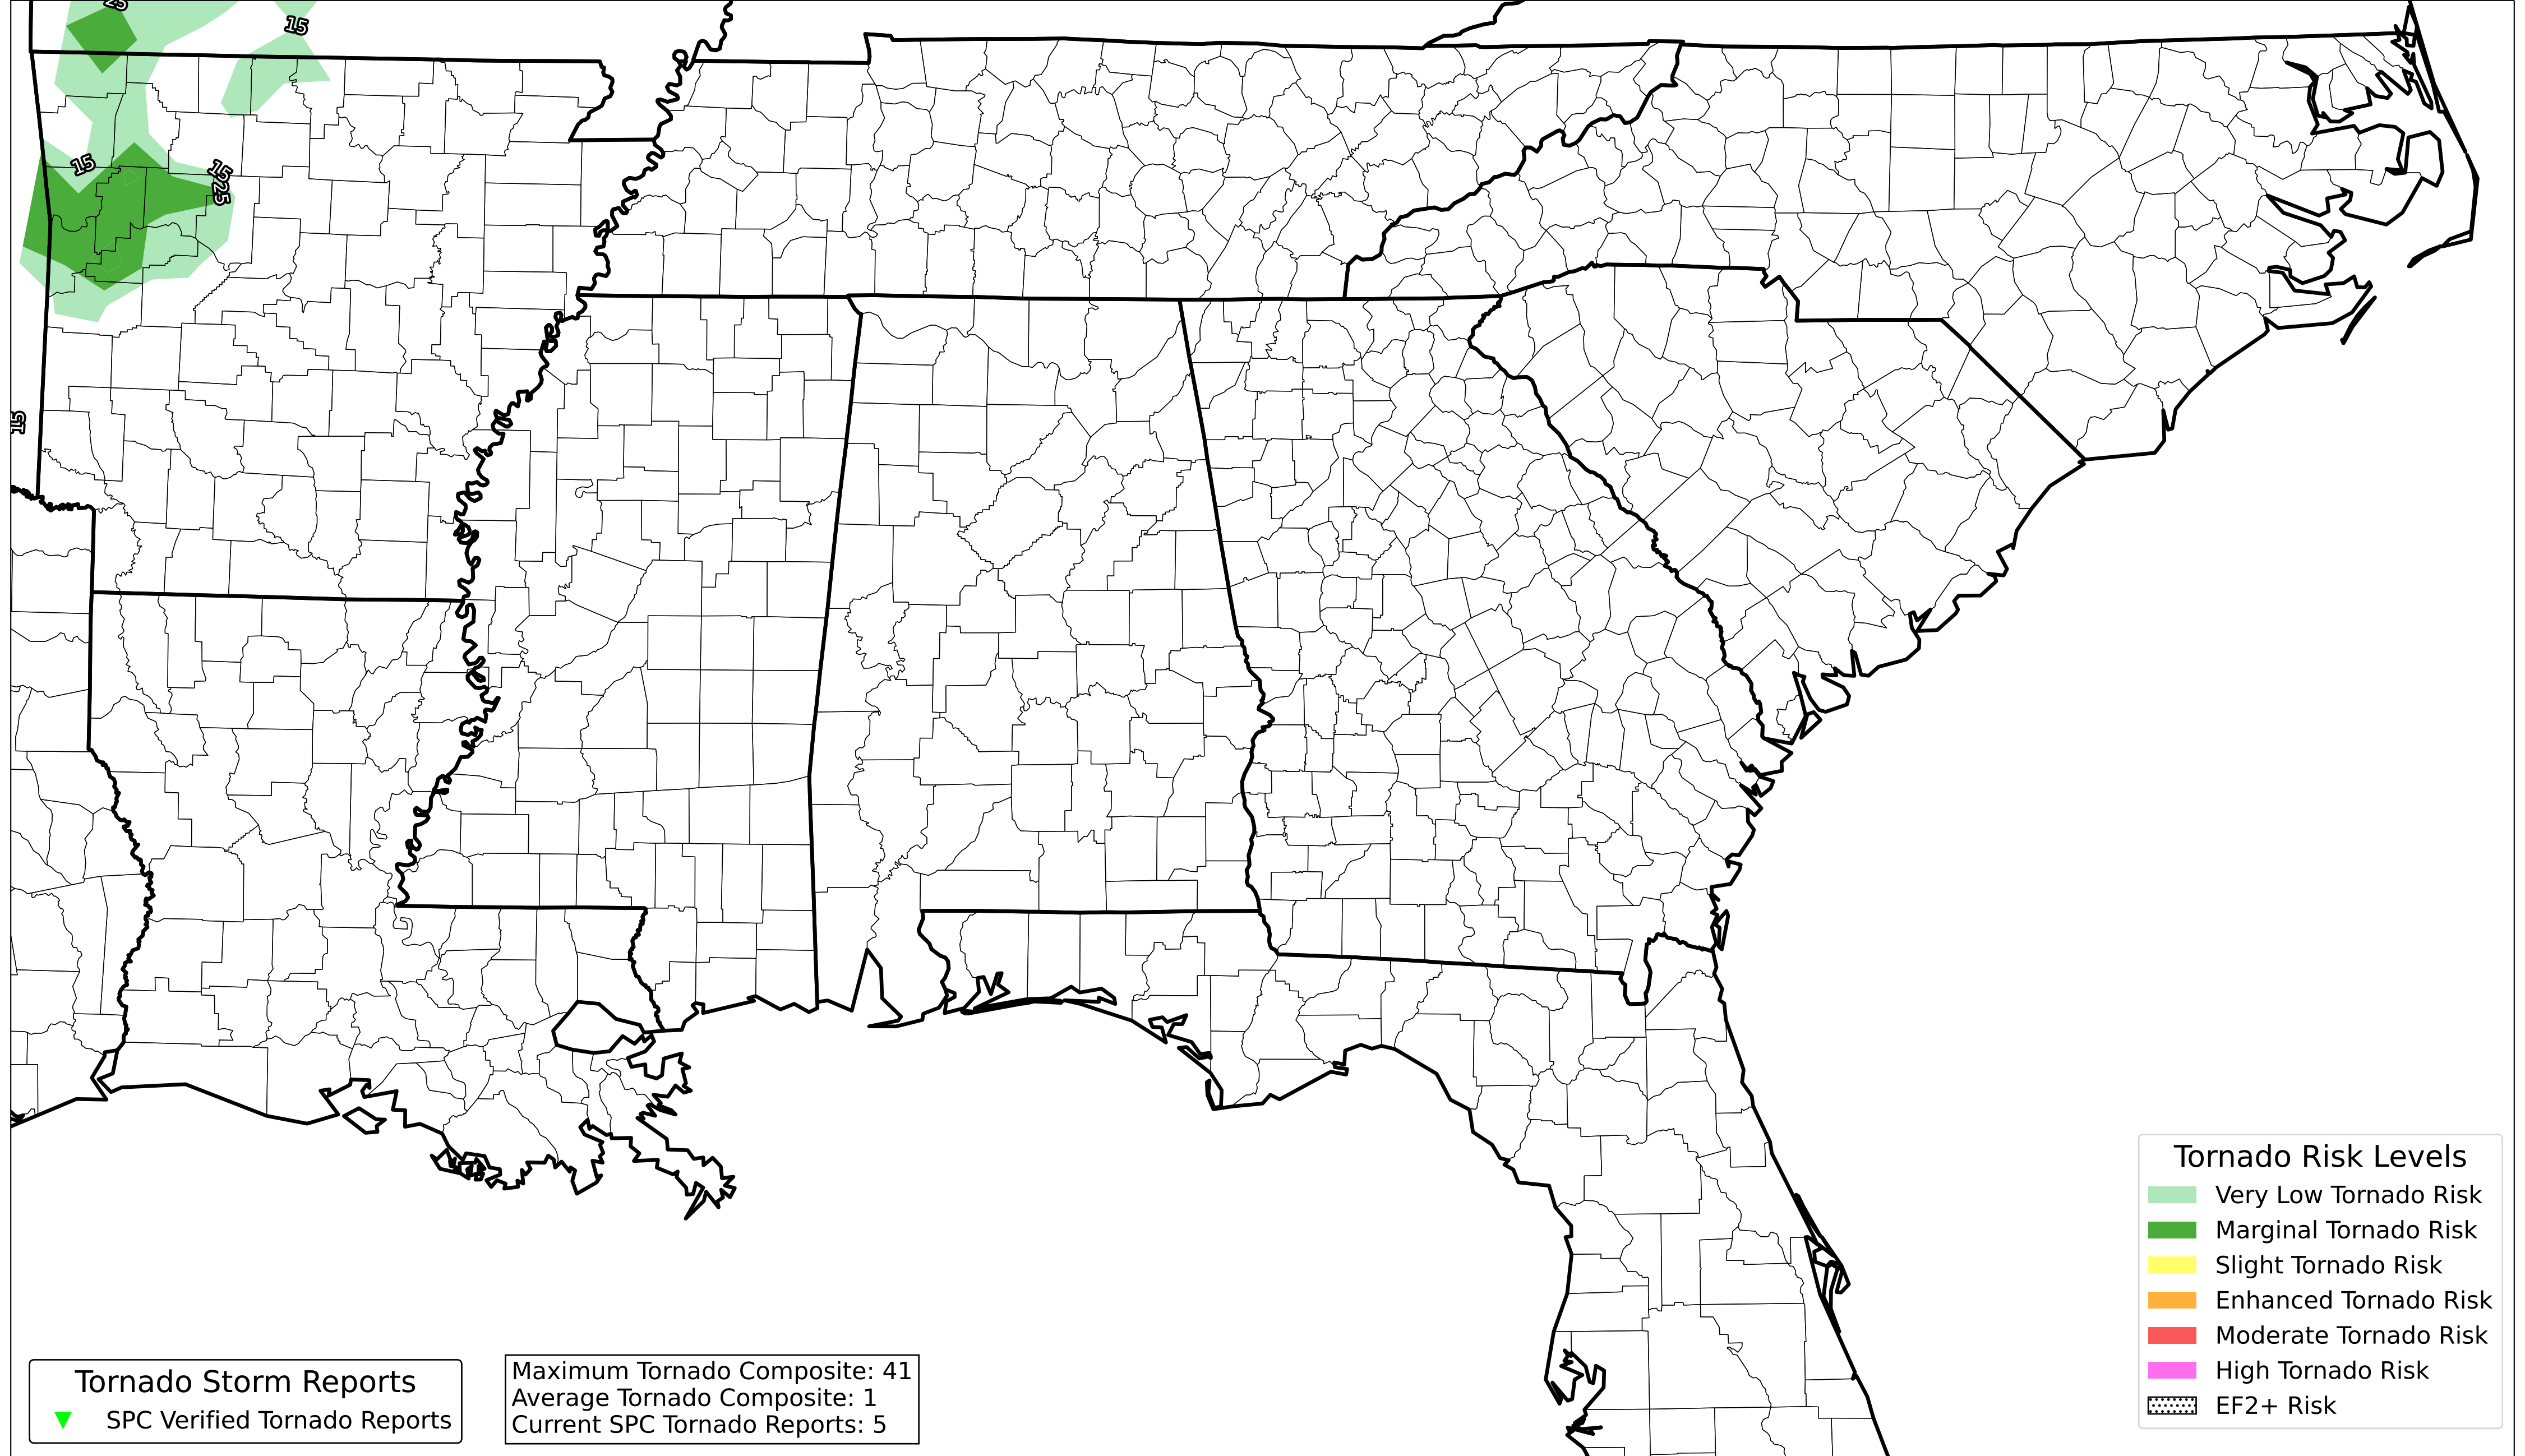 25
15
15
15
25
15
Tornado Risk Levels
Very Low Tornado Risk
Marginal Tornado Risk
Slight Tornado Risk
Enhanced Tornado Risk
Moderate Tornado Risk
High Tornado Risk
EF2+ Risk
Tornado Storm Reports
SPC Verified Tornado Reports
Maximum Tornado Composite: 41
Average Tornado Composite: 1
Current SPC Tornado Reports: 5